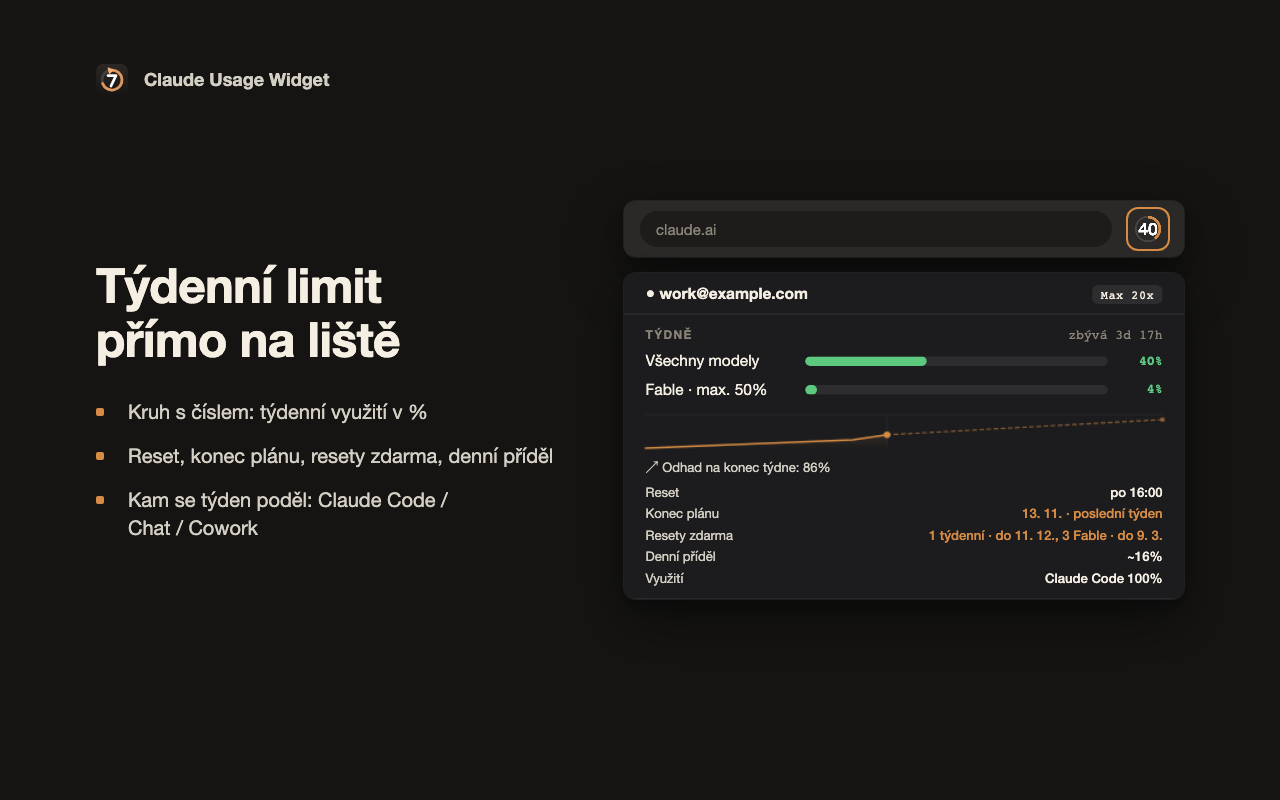 7 Claude Usage Widget
Týdenní limit
přímo na liště
Kruh s číslem: týdenní využití v %
Reset, konec plánu, resety zdarma, denní příděl
Kam se týden poděl: Claude Code /
Chat / Cowork
claude.ai 40
work@example.com Max 20x
TÝDNĚ zbývá 3d 17h
Všechny modely 40%
Fable · max. 50% 4%
↗ Odhad na konec týdne: 86%
Reset po 16:00
Konec plánu 13. 11. · poslední týden
Resety zdarma 1 týdenní · do 11. 12., 3 Fable · do 9. 3.
Denní příděl ~16%
Využití Claude Code 100%